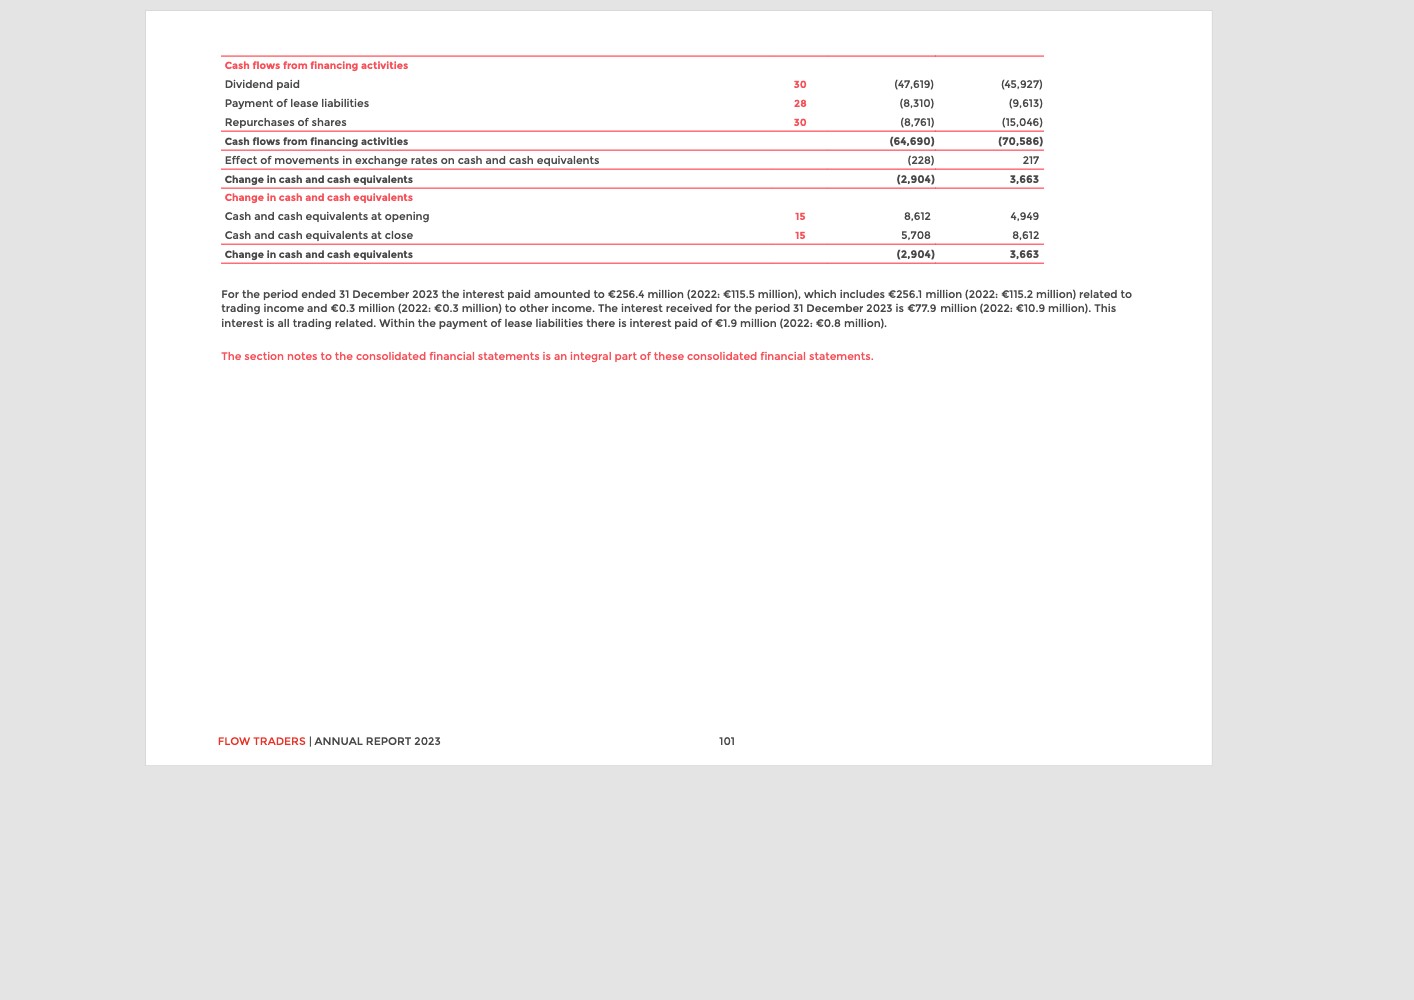 Cash flows from financing activities
Dividend paid 30 (47,619) (45,927)
Payment of lease liabilities 28 (8,310) (9,613)
Repurchases of shares 30 (8,761) (15,046)
Cash flows from financing activities (64,690) (70,586)
Effect of movements in exchange rates on cash and cash equivalents (228) 217
Change in cash and cash equivalents (2,904) 3,663
Change in cash and cash equivalents
Cash and cash equivalents at opening 15 8,612 4,949
Cash and cash equivalents at close 15 5,708 8,612
Change in cash and cash equivalents (2,904) 3,663
For the period ended 31 December 2023 the interest paid amounted to €256.4 million (2022: €115.5 million), which includes €256.1 million (2022: €115.2 million) related to
trading income and €0.3 million (2022: €0.3 million) to other income. The interest received for the period 31 December 2023 is €77.9 million (2022: €10.9 million). This
interest is all trading related. Within the payment of lease liabilities there is interest paid of €1.9 million (2022: €0.8 million).
The section notes to the consolidated financial statements is an integral part of these consolidated financial statements.
FLOW TRADERS | ANNUAL REPORT 2023 101